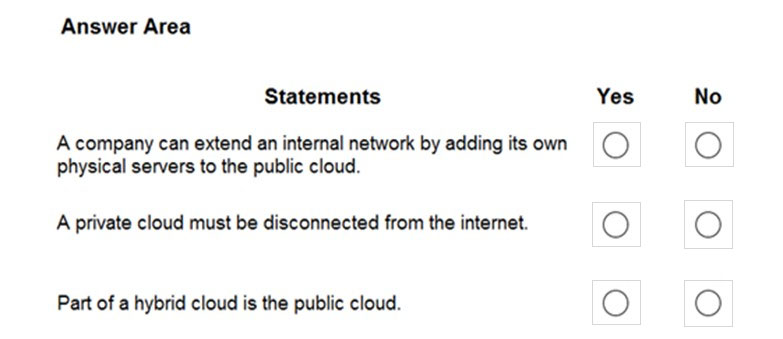 Answer Area
Statements Yes No
A company can extend an internal network by adding its own
physical servers to the public cloud.
A private cloud must be disconnected from the internet.
Part of a hybrid cloud is the public cloud.